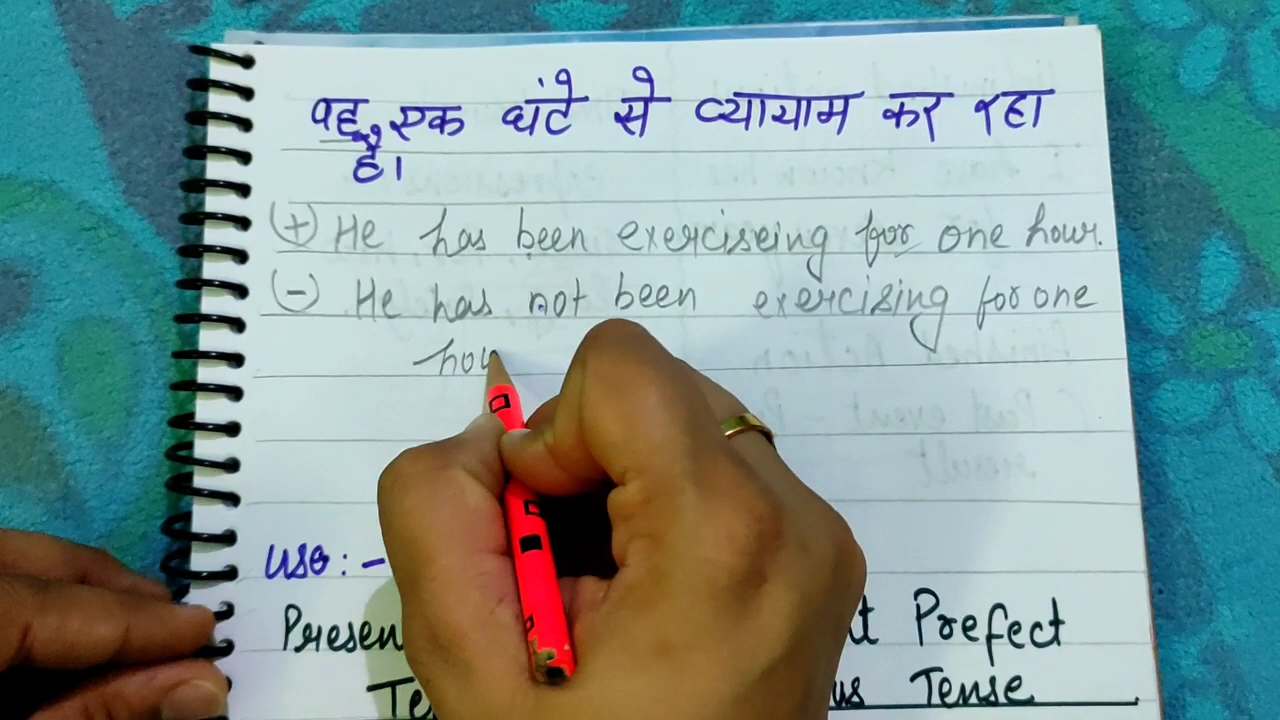 वह एक घंटे से व्यायाम कर रहा
है।
(+) He has been exerciseing for one hour.
(-) He has not been exercising for one
hou
use :-
Presen t Prefect
Te us Tense